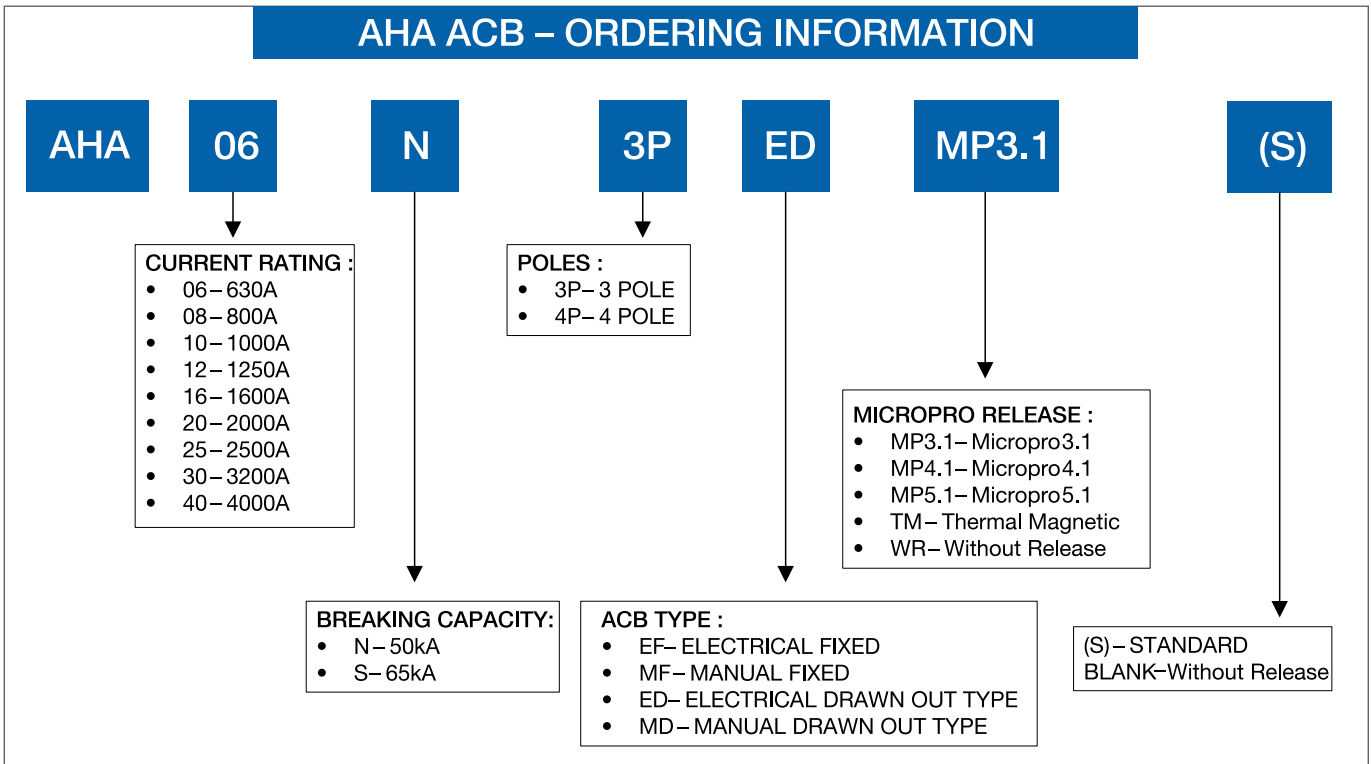 AHA ACB – ORDERING INFORMATION
AHA 06 N 3P ED MP3.1 (S)
CURRENT RATING :
• 06–630A
• 08–800A
• 10–1000A
• 12–1250A
• 16–1600A
• 20–2000A
• 25–2500A
• 30–3200A
• 40–4000A
POLES :
• 3P–3 POLE
• 4P–4 POLE
MICROPRO RELEASE :
• MP3.1–Micropro3.1
• MP4.1–Micropro4.1
• MP5.1–Micropro5.1
• TM–Thermal Magnetic
• WR–Without Release
BREAKING CAPACITY:
• N–50kA
• S–65kA
ACB TYPE :
• EF–ELECTRICAL FIXED
• MF–MANUAL FIXED
• ED–ELECTRICAL DRAWN OUT TYPE
• MD–MANUAL DRAWN OUT TYPE
(S)–STANDARD
BLANK–Without Release